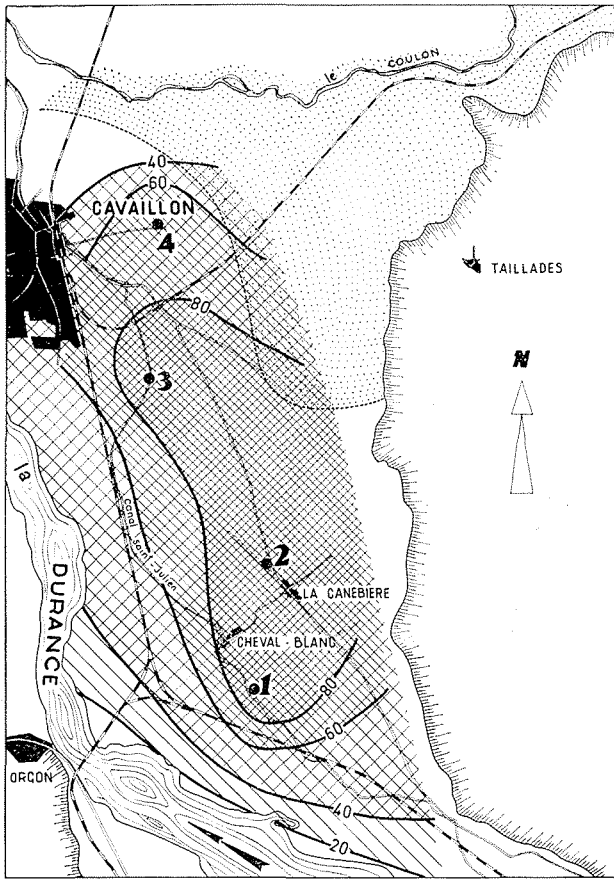 le COULON
40
60
CAVAILLON
4
TAILLADES
80
N
3
la DURANCE
Canal Saint-Julien
2
LA CANEBIERE
CHEVAL-BLANC
1
80
60
ORGON
40
20